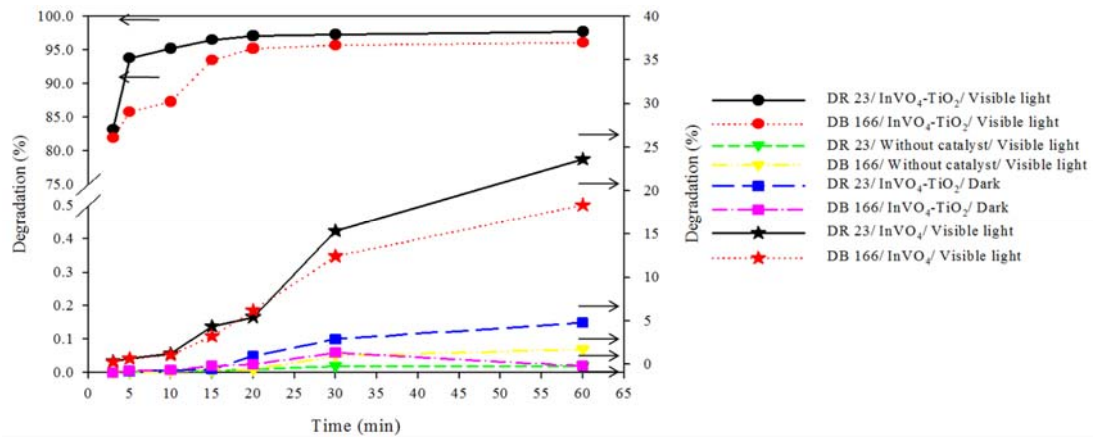 100.0
95.0
90.0
85.0
80.0
75.0
0.5
0.4
0.3
0.2
0.1
0.0
Degradation (%)
0 5 10 15 20 25 30 35 40 45 50 55 60 65
Time (min)
40
35
30
25
20
15
10
5
0
Degradation (%)
DR 23/ InVO₄-TiO₂/ Visible light
DB 166/ InVO₄-TiO₂/ Visible light
DR 23/ Without catalyst/ Visible light
DB 166/ Without catalyst/ Visible light
DR 23/ InVO₄-TiO₂/ Dark
DB 166/ InVO₄-TiO₂/ Dark
DR 23/ InVO₄/ Visible light
DB 166/ InVO₄/ Visible light